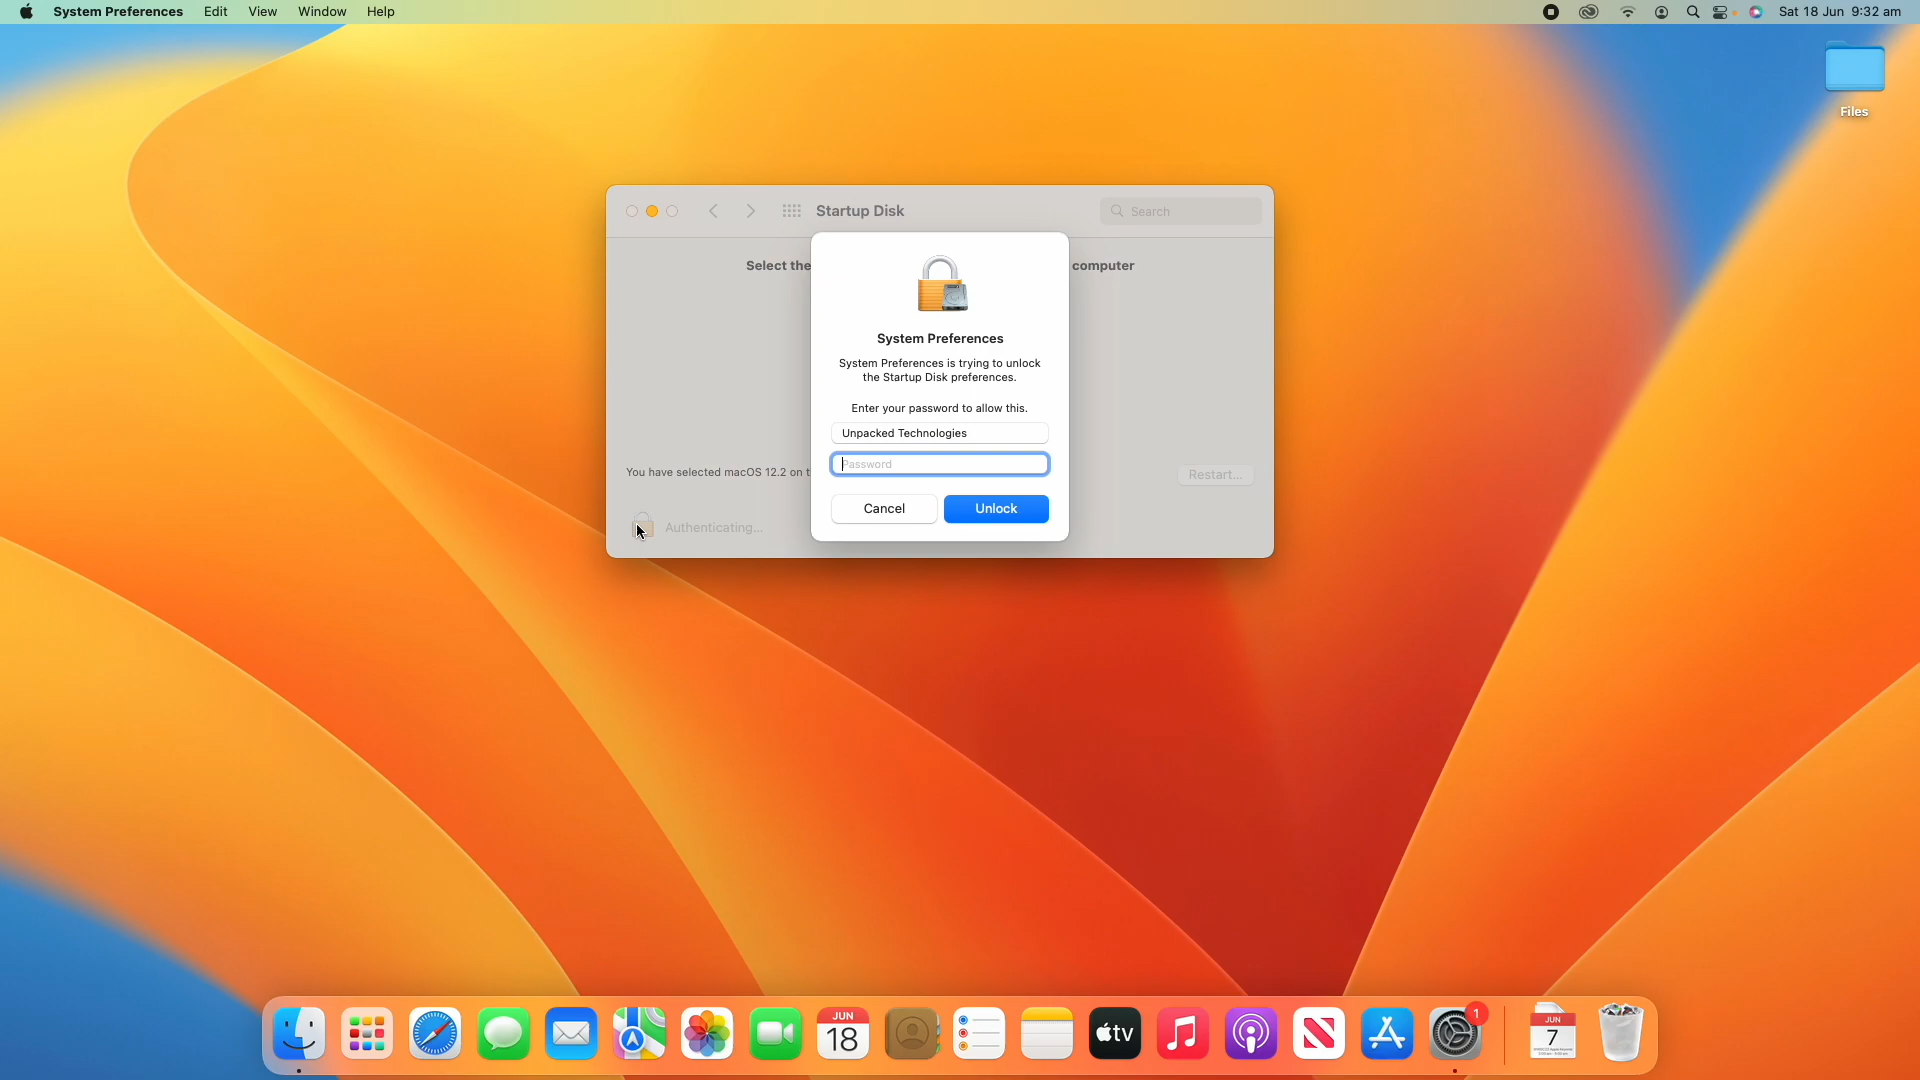 System Preferences Edit View Window Help Sat 18 Jun 9:32 am
Files
Startup Disk
Search
Select the
computer
System Preferences
System Preferences is trying to unlock
the Startup Disk preferences.
Enter your password to allow this.
Unpacked Technologies
Password
You have selected macOS 12.2 on t
Restart...
Cancel
Unlock
Authenticating...
JUN
18
tv
1
JUN
7